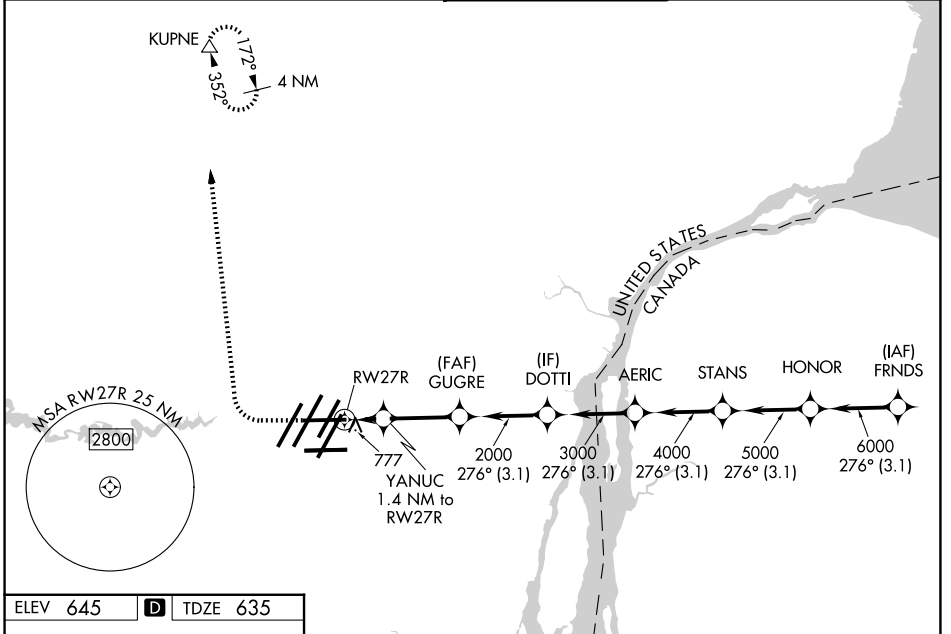 KUPNE
172°
352°
4 NM
UNITED STATES
CANADA
(FAF)
GUGRE
(IF)
DOTTI
AERIC
STANS
HONOR
(IAF)
FRNDS
RW27R
777
YANUC
1.4 NM to
RW27R
2000
276° (3.1)
3000
276° (3.1)
4000
276° (3.1)
5000
276° (3.1)
6000
276° (3.1)
MSA RW27R 25 NM
2800
ELEV 645 D TDZE 635